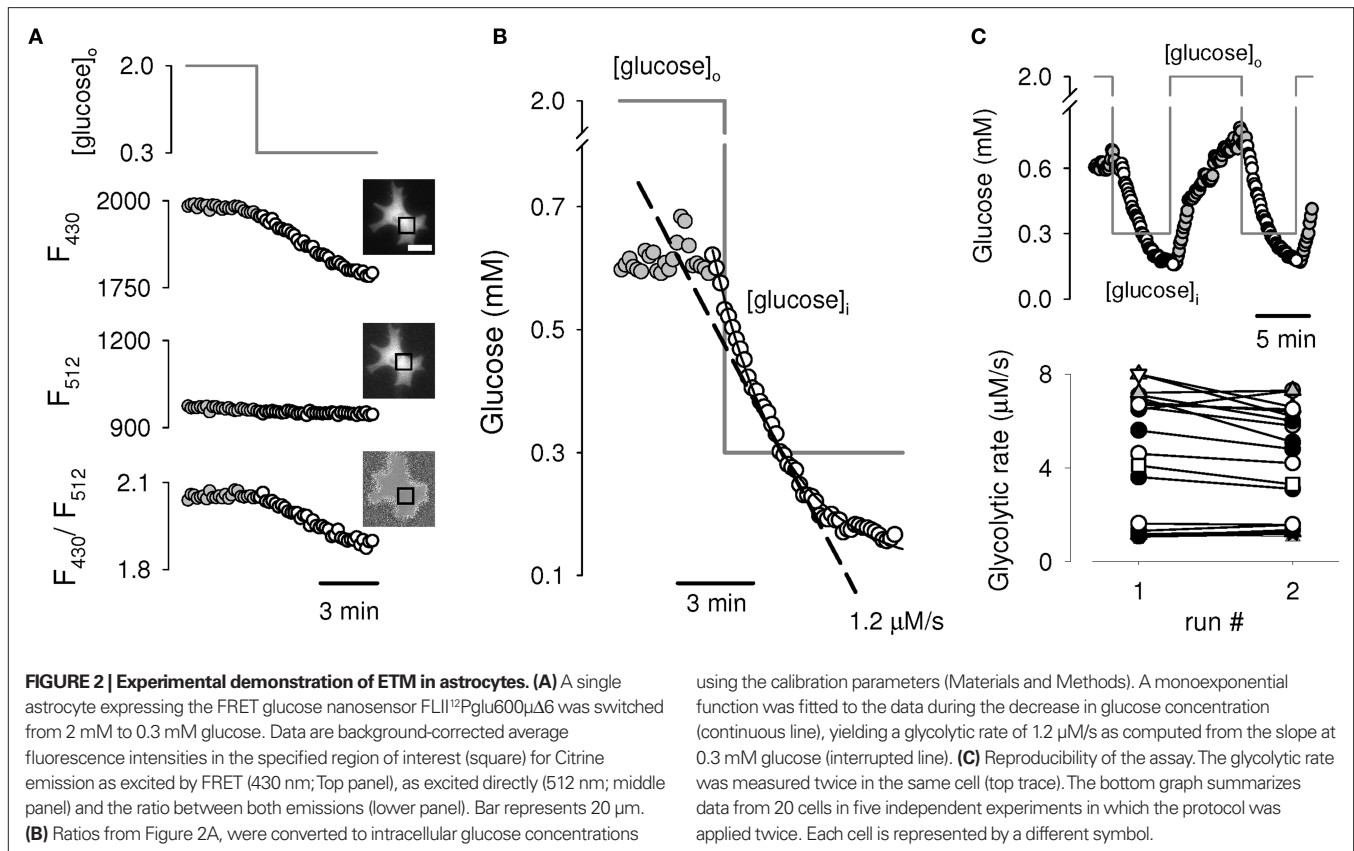 A
[glucose]o
2.0
0.3
F430
2000
1750
F512
1200
900
F430/ F512
2.1
1.8
3 min
B
[glucose]o
2.0
Glucose (mM)
0.7
0.5
0.3
0.1
[glucose]i
3 min
1.2 µM/s
C
[glucose]o
2.0
Glucose (mM)
0.6
0.3
0.0
[glucose]i
5 min
Glycolytic rate (µM/s)
8
4
0
1 2
run #
FIGURE 2 | Experimental demonstration of ETM in astrocytes. (A) A single
astrocyte expressing the FRET glucose nanosensor FLII¹²Pglu600µΔ6 was switched
from 2 mM to 0.3 mM glucose. Data are background-corrected average
fluorescence intensities in the specified region of interest (square) for Citrine
emission as excited by FRET (430 nm; Top panel), as excited directly (512 nm; middle
panel) and the ratio between both emissions (lower panel). Bar represents 20 µm.
(B) Ratios from Figure 2A, were converted to intracellular glucose concentrations
using the calibration parameters (Materials and Methods). A monoexponential
function was fitted to the data during the decrease in glucose concentration
(continuous line), yielding a glycolytic rate of 1.2 µM/s as computed from the slope at
0.3 mM glucose (interrupted line). (C) Reproducibility of the assay. The glycolytic rate
was measured twice in the same cell (top trace). The bottom graph summarizes
data from 20 cells in five independent experiments in which the protocol was
applied twice. Each cell is represented by a different symbol.